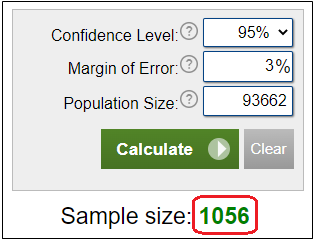 Confidence Level: ? 95%
Margin of Error: ? 3%
Population Size: ? 93662
Calculate Clear
Sample size: 1056